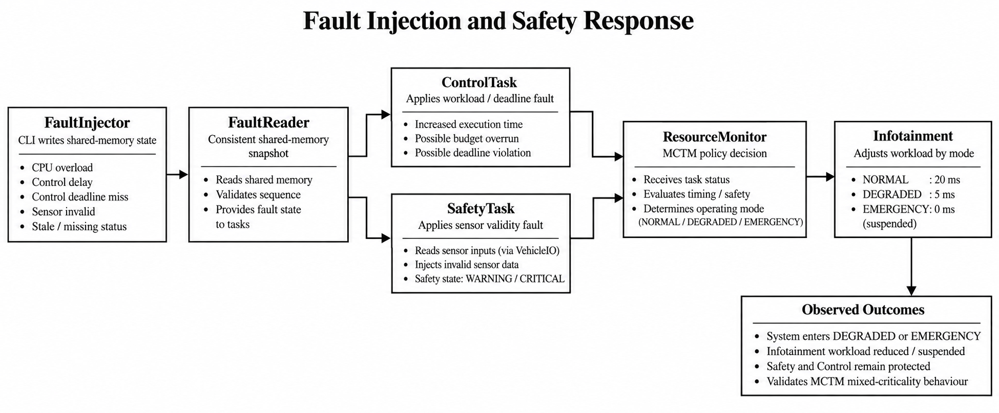 Fault Injection and Safety Response
FaultInjector
CLI writes shared-memory state
• CPU overload
• Control delay
• Control deadline miss
• Sensor invalid
• Stale / missing status
FaultReader
Consistent shared-memory
snapshot
• Reads shared memory
• Validates sequence
• Provides fault state
to tasks
ControlTask
Applies workload / deadline fault
• Increased execution time
• Possible budget overrun
• Possible deadline violation
SafetyTask
Applies sensor validity fault
• Reads sensor inputs (via VehicleIO)
• Injects invalid sensor data
• Safety state: WARNING / CRITICAL
ResourceMonitor
MCTM policy decision
• Receives task status
• Evaluates timing / safety
• Determines operating mode
(NORMAL / DEGRADED / EMERGENCY)
Infotainment
Adjusts workload by mode
• NORMAL : 20 ms
• DEGRADED : 5 ms
• EMERGENCY: 0 ms
(suspended)
Observed Outcomes
• System enters DEGRADED or EMERGENCY
• Infotainment workload reduced / suspended
• Safety and Control remain protected
• Validates MCTM mixed-criticality behaviour